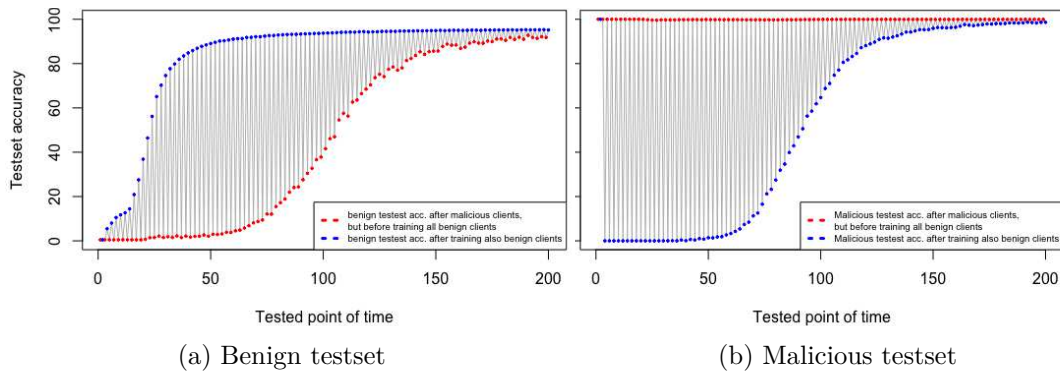 Testset accuracy
100
80
60
40
20
0
benign testest acc. after malicious clients,
but before training all benign clients
benign testest acc. after training also benign clients
0 50 100 150 200
Tested point of time
(a) Benign testset
Malicious testest acc. after malicious clients,
but before training all benign clients
Malicious testest acc. after training also benign clients
0 50 100 150 200
Tested point of time
(b) Malicious testset